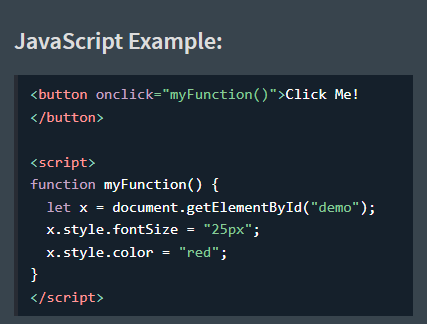 JavaScript Example:
<button onclick="myFunction()">Click Me!
</button>
<script>
function myFunction() {
let x = document.getElementById("demo");
x.style.fontSize = "25px";
x.style.color = "red";
}
</script>